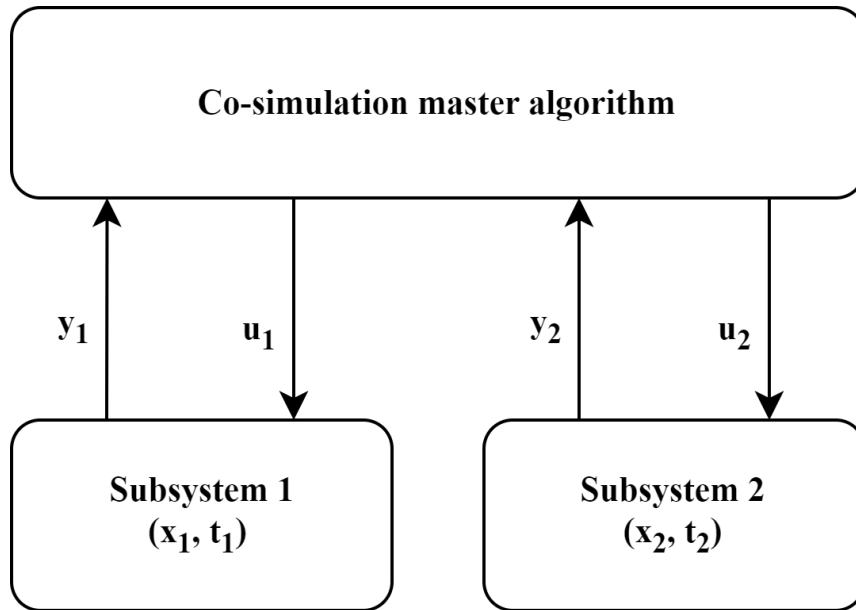 Co-simulation master algorithm
y₁ u₁ y₂ u₂
Subsystem 1
(x₁, t₁)
Subsystem 2
(x₂, t₂)